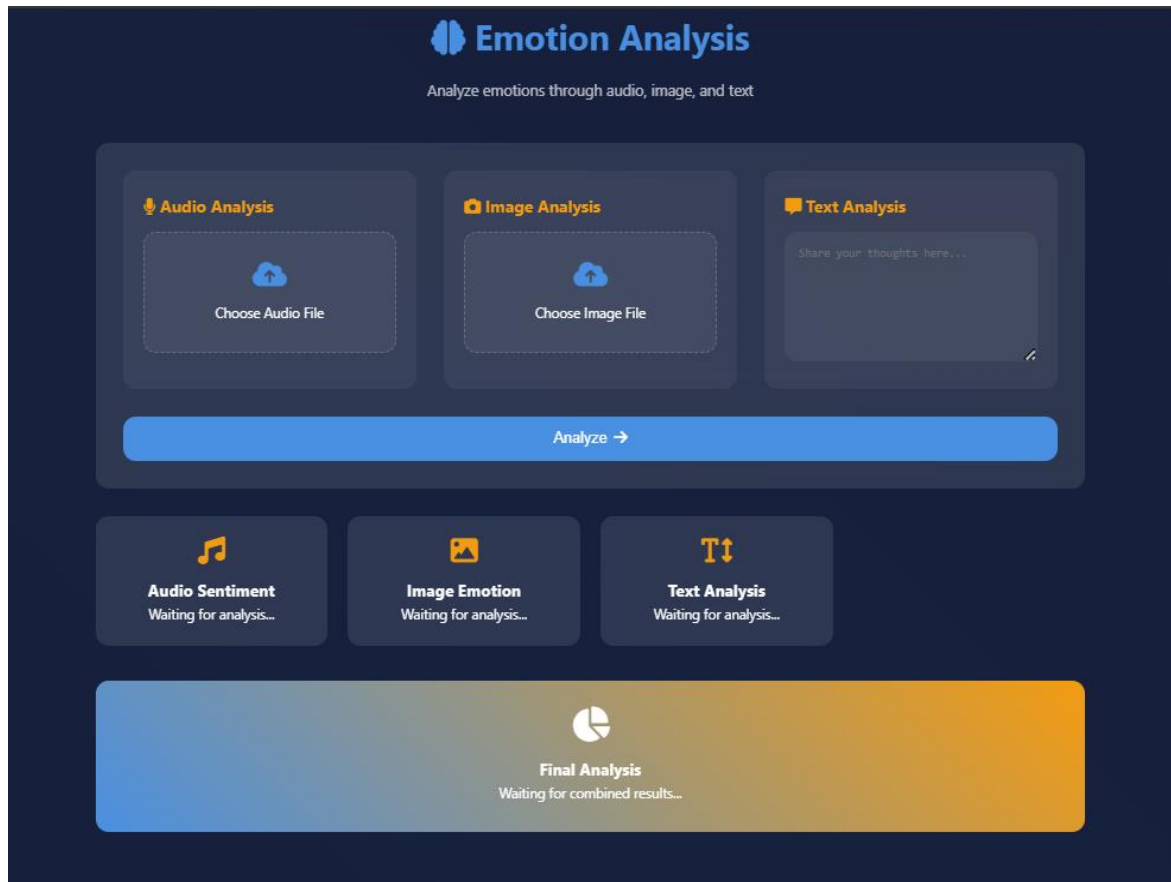 Emotion Analysis
Analyze emotions through audio, image, and text
Audio Analysis
Choose Audio File
Image Analysis
Choose Image File
Text Analysis
Share your thoughts here...
Analyze →
Audio Sentiment
Waiting for analysis...
Image Emotion
Waiting for analysis...
Text Analysis
Waiting for analysis...
Final Analysis
Waiting for combined results...